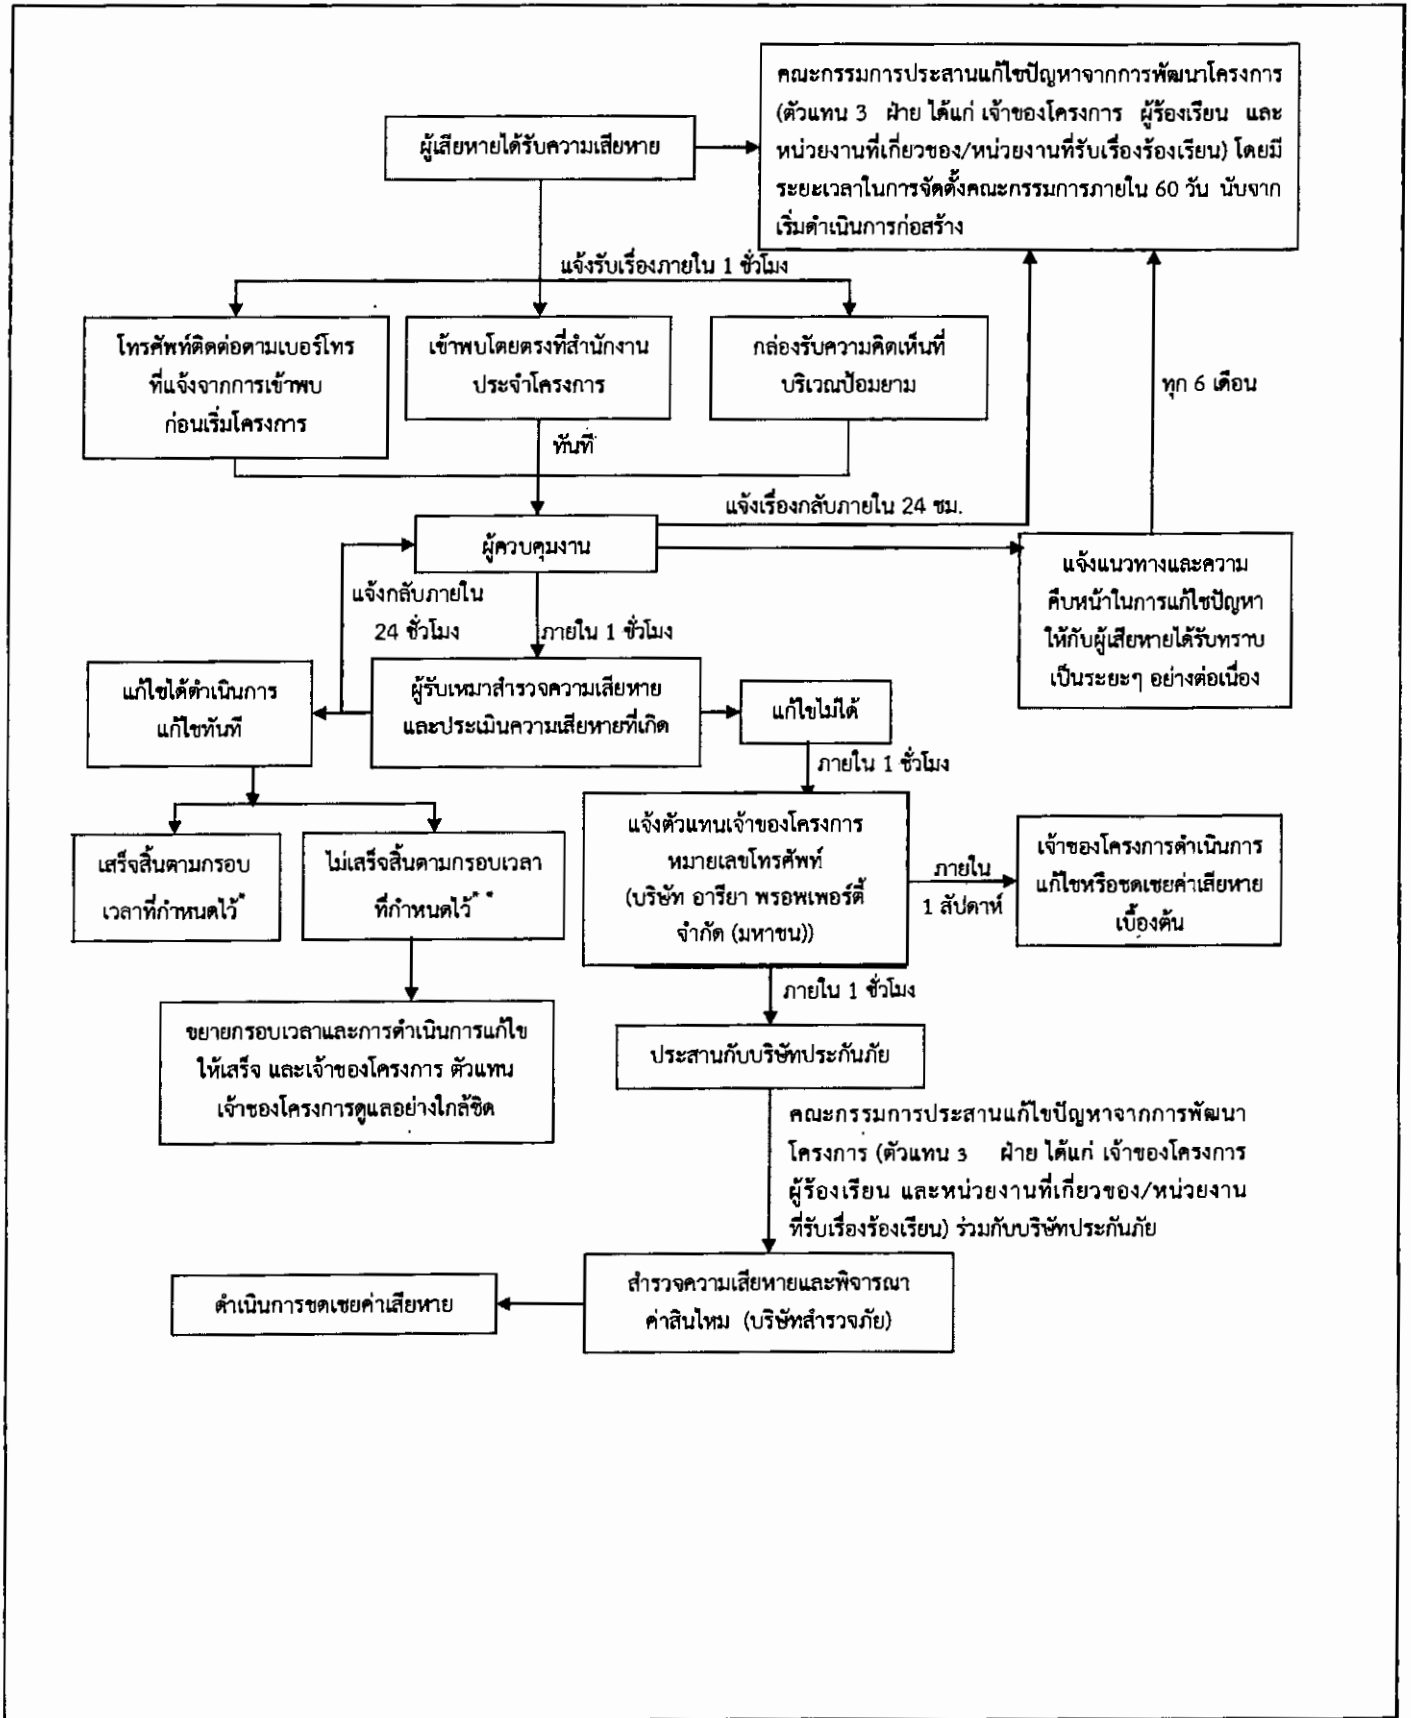 คณะกรรมการประสานแก้ไขปัญหาจากการพัฒนาโครงการ
(ตัวแทน 3 ฝ่าย ได้แก่ เจ้าของโครงการ ผู้ร้องเรียน และ
หน่วยงานที่เกี่ยวของ/หน่วยงานที่รับเรื่องร้องเรียน) โดยมี
ระยะเวลาในการจัดตั้งคณะกรรมการภายใน 60 วัน นับจาก
เริ่มดำเนินการก่อสร้าง
ผู้เสียหายได้รับความเสียหาย
แจ้งรับเรื่องภายใน 1 ชั่วโมง
โทรศัพท์ติดต่อตามเบอร์โทร
ที่แจ้งจากการเข้าพบ
ก่อนเริ่มโครงการ
เข้าพบโดยตรงที่สำนักงาน
ประจำโครงการ
กล่องรับความคิดเห็นที่
บริเวณป้อมยาม
ทุก 6 เดือน
ทันที
แจ้งเรื่องกลับภายใน 24 ชม.
ผู้ควบคุมงาน
แจ้งแนวทางและความ
คืบหน้าในการแก้ไขปัญหา
ให้กับผู้เสียหายได้รับทราบ
เป็นระยะๆ อย่างต่อเนื่อง
แจ้งกลับภายใน
24 ชั่วโมง
ภายใน 1 ชั่วโมง
แก้ไขได้ดำเนินการ
แก้ไขทันที
ผู้รับเหมาสำรวจความเสียหาย
และประเมินความเสียหายที่เกิด
แก้ไขไม่ได้
ภายใน 1 ชั่วโมง
เสร็จสิ้นตามกรอบ
เวลาที่กำหนดไว้*
ไม่เสร็จสิ้นตามกรอบเวลา
ที่กำหนดไว้**
แจ้งตัวแทนเจ้าของโครงการ
หมายเลขโทรศัพท์
(บริษัท อารียา พรอพเพอร์ตี้
จำกัด (มหาชน))
ภายใน
1 สัปดาห์
เจ้าของโครงการดำเนินการ
แก้ไขหรือชดเชยค่าเสียหาย
เบื้องต้น
ภายใน 1 ชั่วโมง
ขยายกรอบเวลาและการดำเนินการแก้ไข
ให้เสร็จ และเจ้าของโครงการ ตัวแทน
เจ้าของโครงการดูแลอย่างใกล้ชิด
ประสานกับบริษัทประกันภัย
คณะกรรมการประสานแก้ไขปัญหาจากการพัฒนา
โครงการ (ตัวแทน 3 ฝ่าย ได้แก่ เจ้าของโครงการ
ผู้ร้องเรียน และหน่วยงานที่เกี่ยวของ/หน่วยงาน
ที่รับเรื่องร้องเรียน) ร่วมกับบริษัทประกันภัย
ดำเนินการชดเชยค่าเสียหาย
สำรวจความเสียหายและพิจารณา
ค่าสินไหม (บริษัทสำรวจภัย)